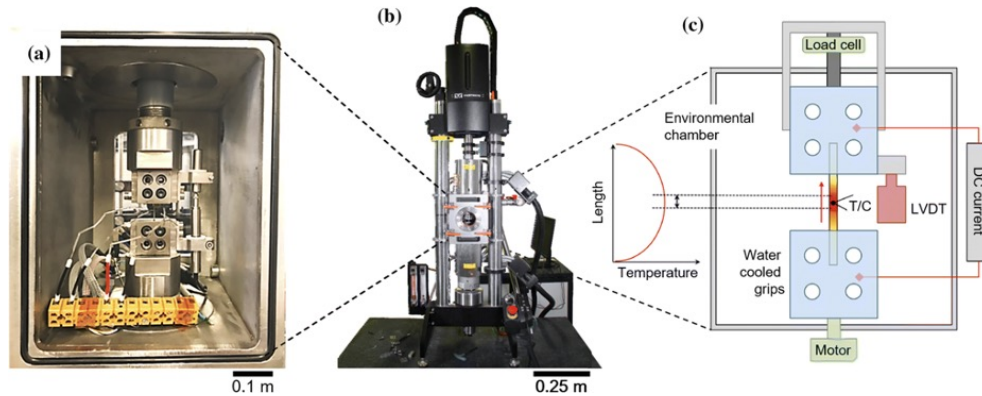 (a)
0.1 m
(b)
0.25 m
(c)
Load cell
Environmental
chamber
Length
Temperature
T/C
LVDT
DC current
Water
cooled
grips
Motor